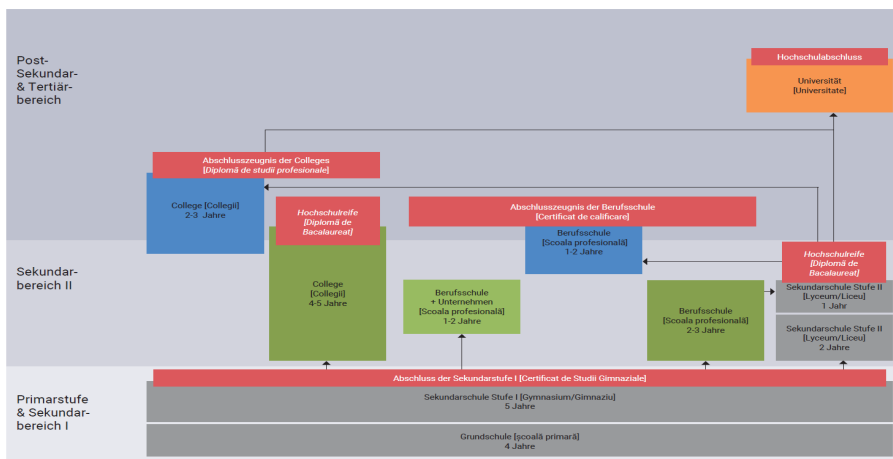 Post-
Sekundar-
& Tertiär-
bereich
Hochschulabschluss
Universität
[Universitate]
Abschlusszeugnis der Colleges
[Diplomă de studii profesionale]
College [Collegii]
2-3 Jahre
Hochschulreife
[Diplomă de
Bacalaureat]
Abschlusszeugnis der Berufsschule
[Certificat de calificare]
Berufsschule
[Scoala profesională]
1-2 Jahre
Sekundar-
bereich II
Hochschulreife
[Diplomă de
Bacalaureat]
College
[Collegii]
4-5 Jahre
Berufsschule
+ Unternehmen
[Scoala profesională]
1-2 Jahre
Berufsschule
[Scoala profesională]
2-3 Jahre
Sekundarschule Stufe II
[Lyceum/Liceu]
1 Jahr
Sekundarschule Stufe II
[Lyceum/Liceu]
2 Jahre
Abschluss der Sekundarstufe I [Certificat de Studii Gimnaziale]
Primarstufe
& Sekundar-
bereich I
Sekundarschule Stufe I [Gymnasium/Gimnaziu]
5 Jahre
Grundschule [școală primară]
4 Jahre